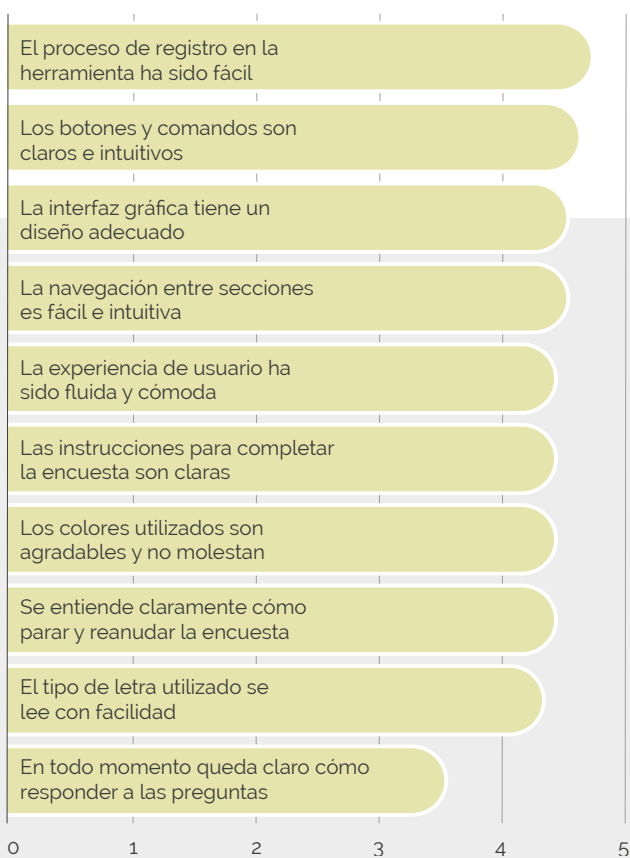 El proceso de registro en la
herramienta ha sido fácil
Los botones y comandos son
claros e intuitivos
La interfaz gráfica tiene un
diseño adecuado
La navegación entre secciones
es fácil e intuitiva
La experiencia de usuario ha
sido fluida y cómoda
Las instrucciones para completar
la encuesta son claras
Los colores utilizados son
agradables y no molestan
Se entiende claramente cómo
parar y reanudar la encuesta
El tipo de letra utilizado se
lee con facilidad
En todo momento queda claro cómo
responder a las preguntas
0 1 2 3 4 5